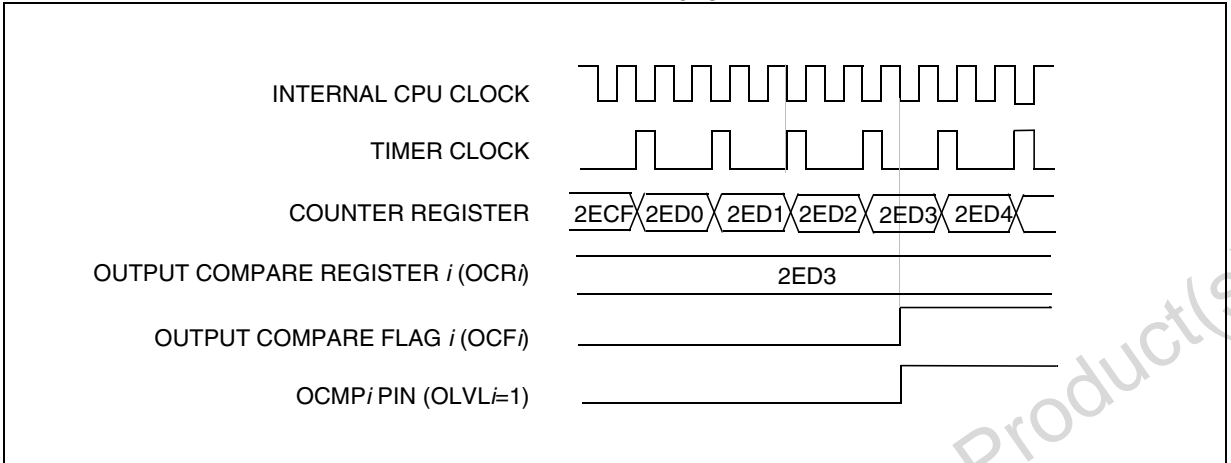 INTERNAL CPU CLOCK
TIMER CLOCK
COUNTER REGISTER 2ECF 2ED0 2ED1 2ED2 2ED3 2ED4
OUTPUT COMPARE REGISTER i (OCRi) 2ED3
OUTPUT COMPARE FLAG i (OCFi)
OCMPi PIN (OLVLi=1)
Product(s